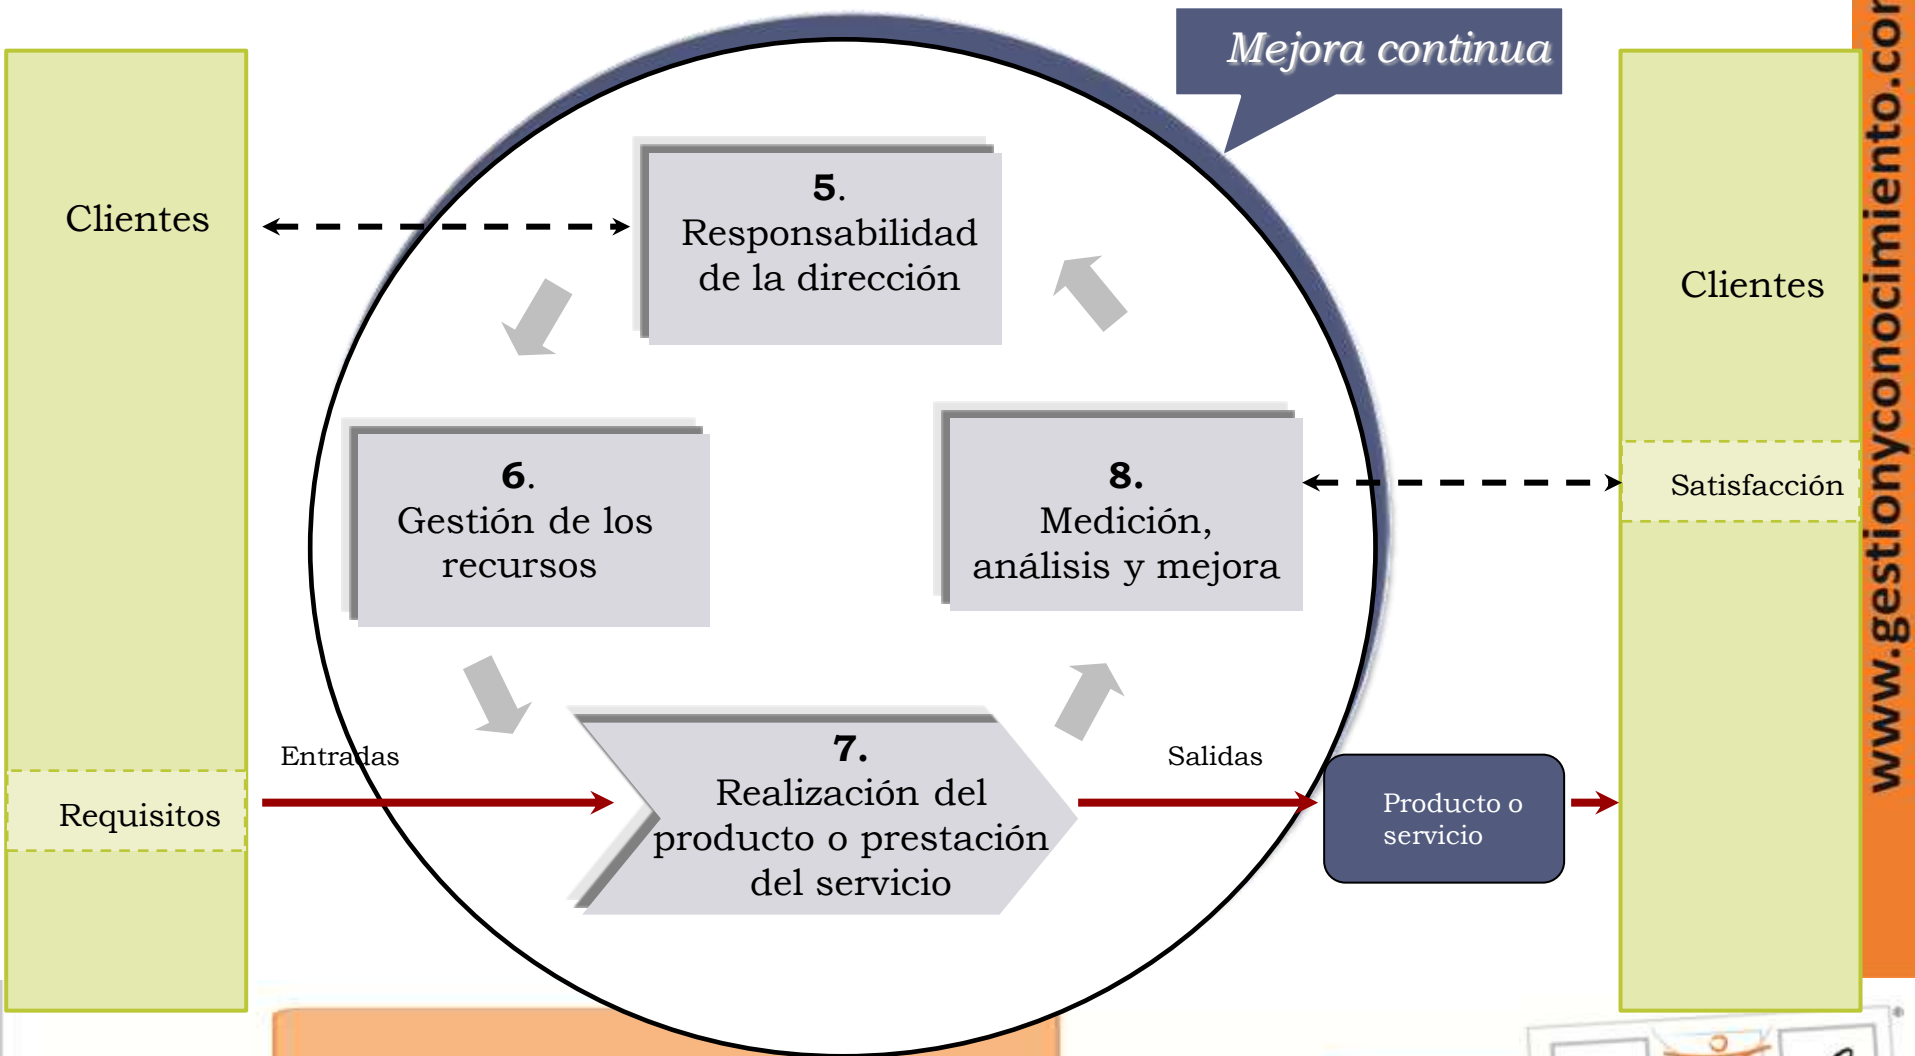 Mejora continua
Clientes
5.
Responsabilidad
de la dirección
Clientes
6.
Gestión de los
recursos
8.
Medición,
análisis y mejora
Satisfacción
Entradas
7.
Realización del
producto o prestación
del servicio
Salidas
Requisitos
Producto o
servicio
www.gestionyconocimiento.co